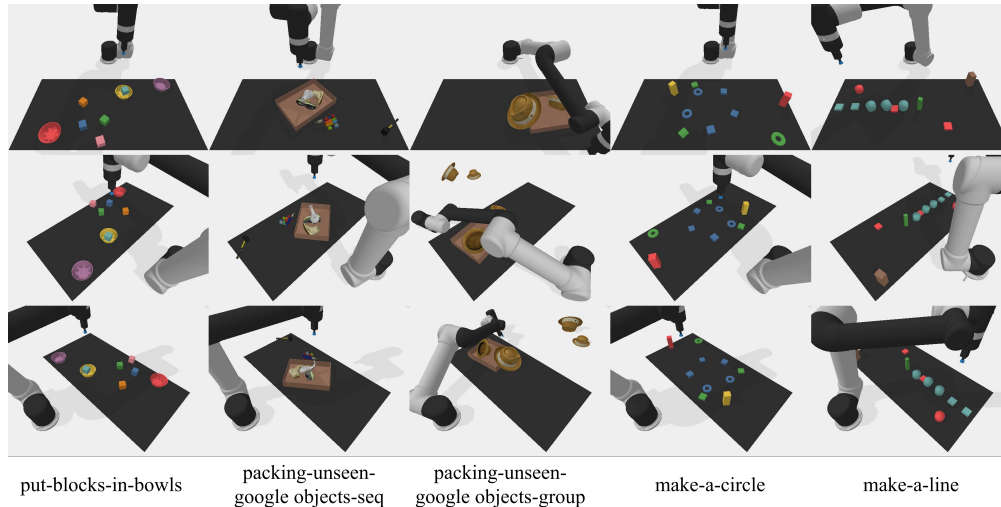 put-blocks-in-bowls
packing-unseen-
google objects-seq
packing-unseen-
google objects-group
make-a-circle
make-a-line